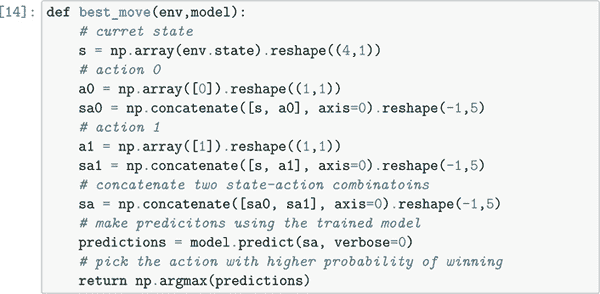 [14]: def best_move(env,model):
# curret state
s = np.array(env.state).reshape((4,1))
# action 0
a0 = np.array([0]).reshape((1,1))
sa0 = np.concatenate([s, a0], axis=0).reshape(-1,5)
# action 1
a1 = np.array([1]).reshape((1,1))
sa1 = np.concatenate([s, a1], axis=0).reshape(-1,5)
# concatenate two state-action combinatoins
sa = np.concatenate([sa0, sa1], axis=0).reshape(-1,5)
# make predicitons using the trained model
predictions = model.predict(sa, verbose=0)
# pick the action with higher probability of winning
return np.argmax(predictions)